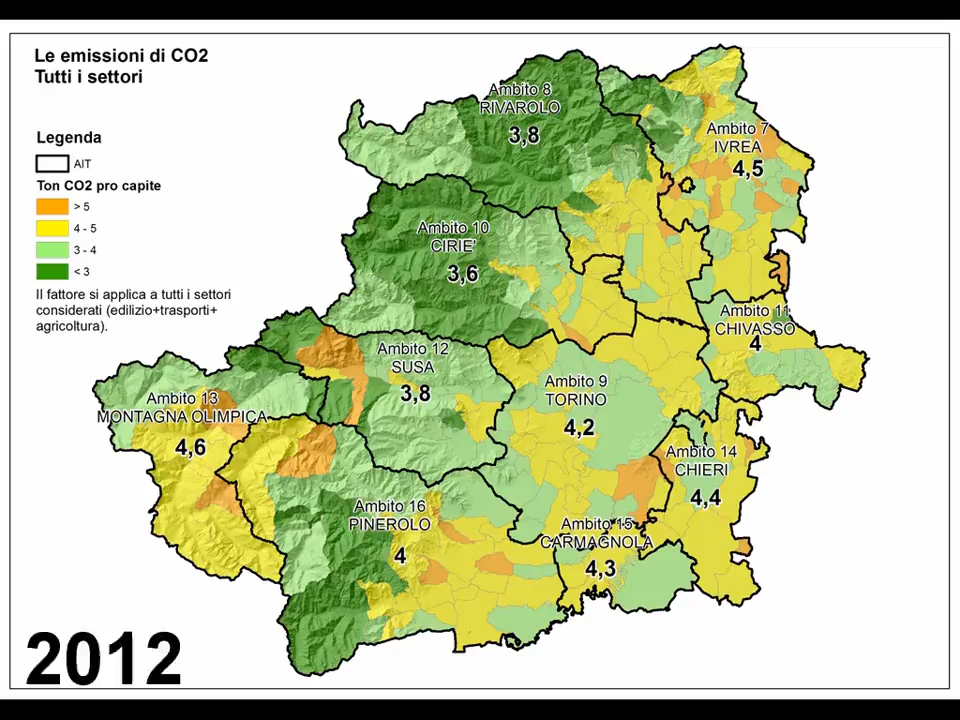 Le emissioni di CO2
Tutti i settori
Legenda
AIT
Ton CO2 pro capite
> 5
4 - 5
3 - 4
< 3
Il fattore si applica a tutti i settori
considerati (edilizio+trasporti+
agricoltura).
Ambito 8
RIVAROLO
3,8
Ambito 7
IVREA
4,5
Ambito 10
CIRIE'
3,6
Ambito 11
CHIVASSO
4
Ambito 12
SUSA
3,8
Ambito 9
TORINO
4,2
Ambito 13
MONTAGNA OLIMPICA
4,6
Ambito 14
CHIERI
4,4
Ambito 16
PINEROLO
4
Ambito 15
CARMAGNOLA
4,3
2012